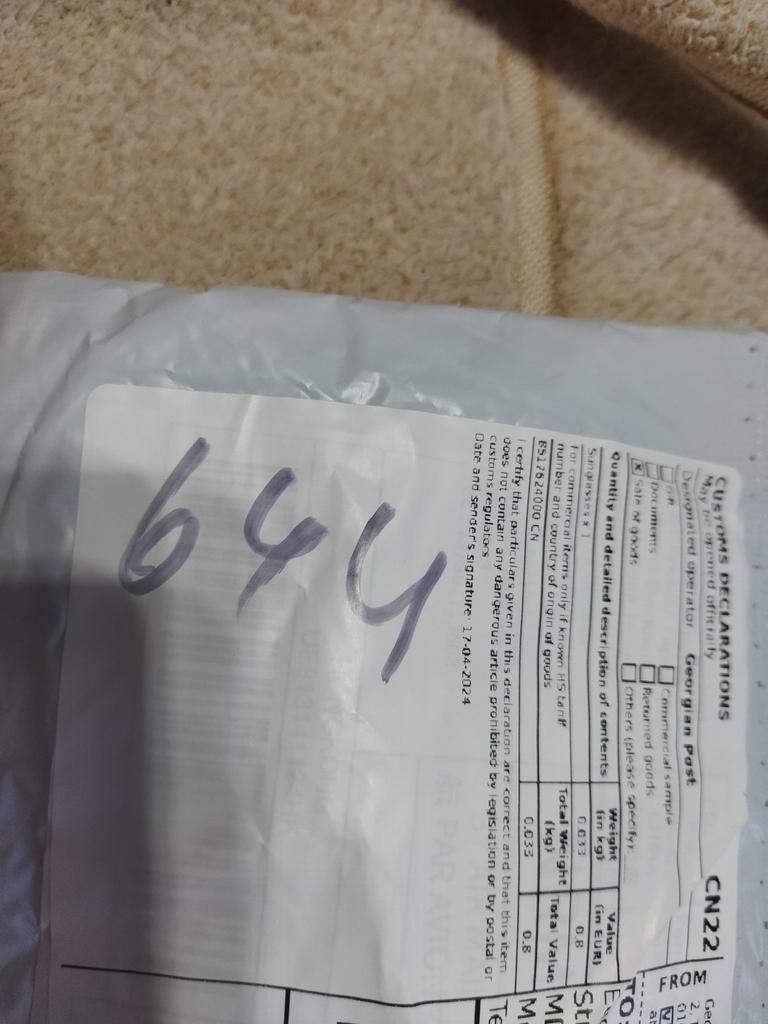 CUSTOMS DECLARATIONS CN22
May be opened officially
Designated operator Georgian Post
Gift Commercial sample
Documents Returned goods
x Sale of goods Others (please specify):
Quantity and detailed description of contents Weight (in kg) Value (in EUR)
Sunglasses x 1 0.033 0.8
For commercial items only if known HS tariff Total Weight Total Value
number and country of origin of goods (kg)
8517624000 CN 0.033 0.8
I certify that particulars given in this declaration are correct and that this item
does not contain any dangerous article prohibited by legislation or by postal or
customs regulators
Date and sender's signature: 17-04-2024
644
FROM
TO
PAR AVION